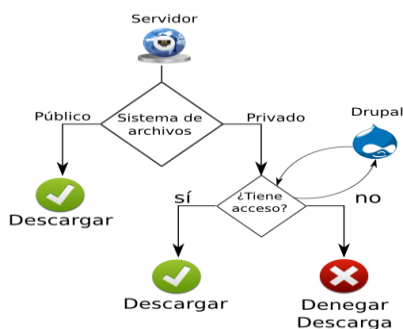 Servidor
Público
Sistema de
archivos
Privado
Drupal
Descargar
sí
¿Tiene
acceso?
no
Descargar
Denegar
Descarga